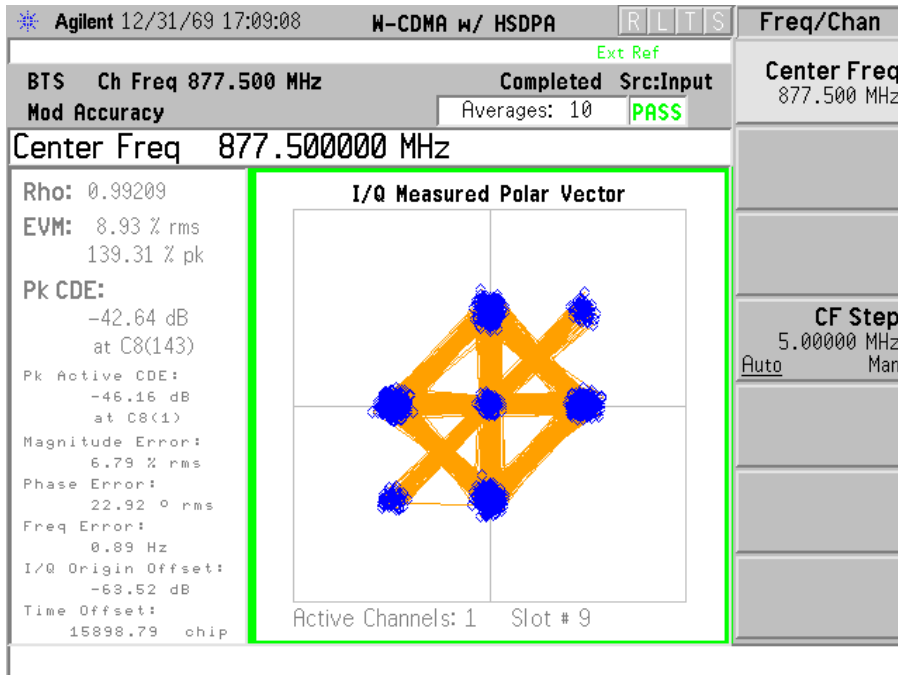 Agilent 12/31/69 17:09:08 W-CDMA w/ HSDPA R L T S Freq/Chan
Ext Ref
BTS Ch Freq 877.500 MHz Completed Src:Input
Mod Accuracy Averages: 10 PASS
Center Freq 877.500000 MHz
Center Freq
877.500 MHz
CF Step
5.00000 MHz
Auto Man
Rho: 0.99209
EVM: 8.93 % rms
139.31 % pk
Pk CDE:
-42.64 dB
at C8(143)
Pk Active CDE:
-46.16 dB
at C8(1)
Magnitude Error:
6.79 % rms
Phase Error:
22.92 º rms
Freq Error:
0.89 Hz
I/Q Origin Offset:
-63.52 dB
Time Offset:
15898.79 chip
I/Q Measured Polar Vector
Active Channels: 1 Slot # 9